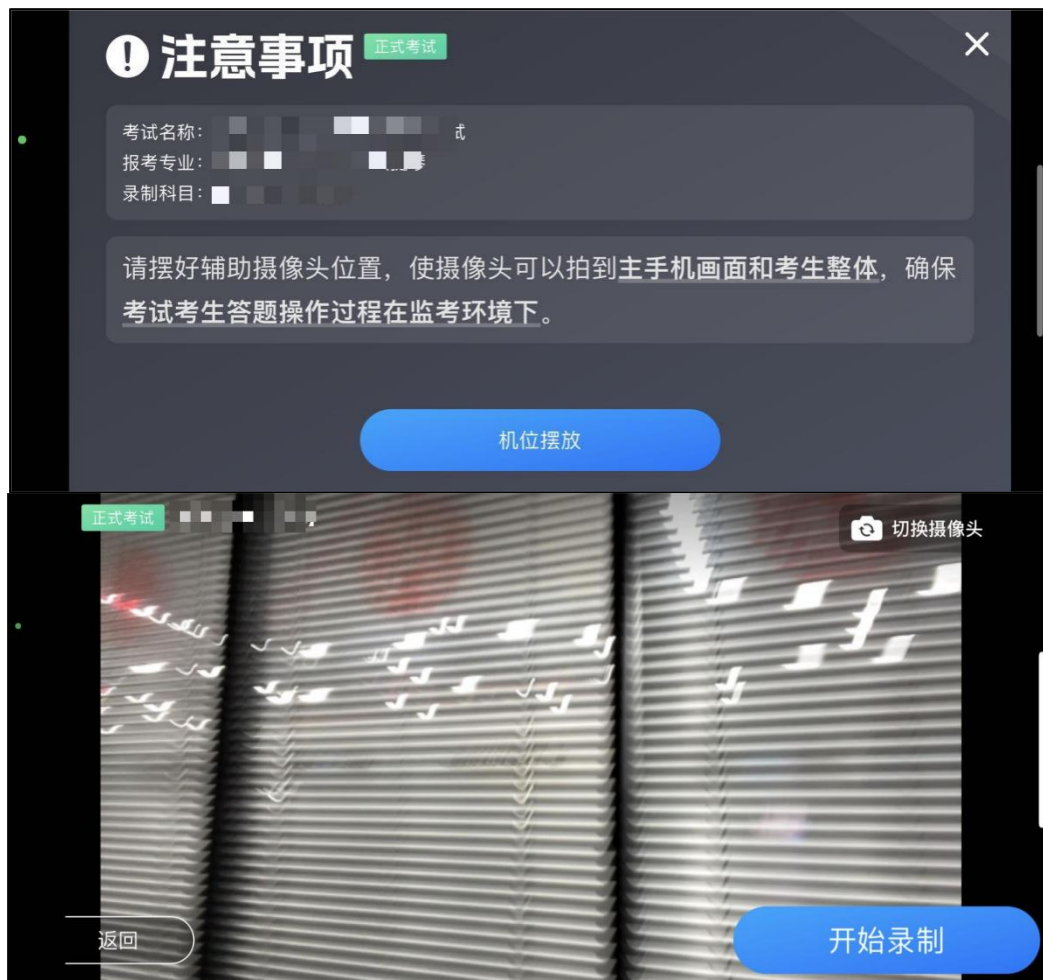 注意事项 正式考试
考试名称： 试
报考专业：
录制科目：
请摆好辅助摄像头位置，使摄像头可以拍到主手机画面和考生整体，确保
考试考生答题操作过程在监考环境下。
机位摆放
正式考试
切换摄像头
返回
开始录制